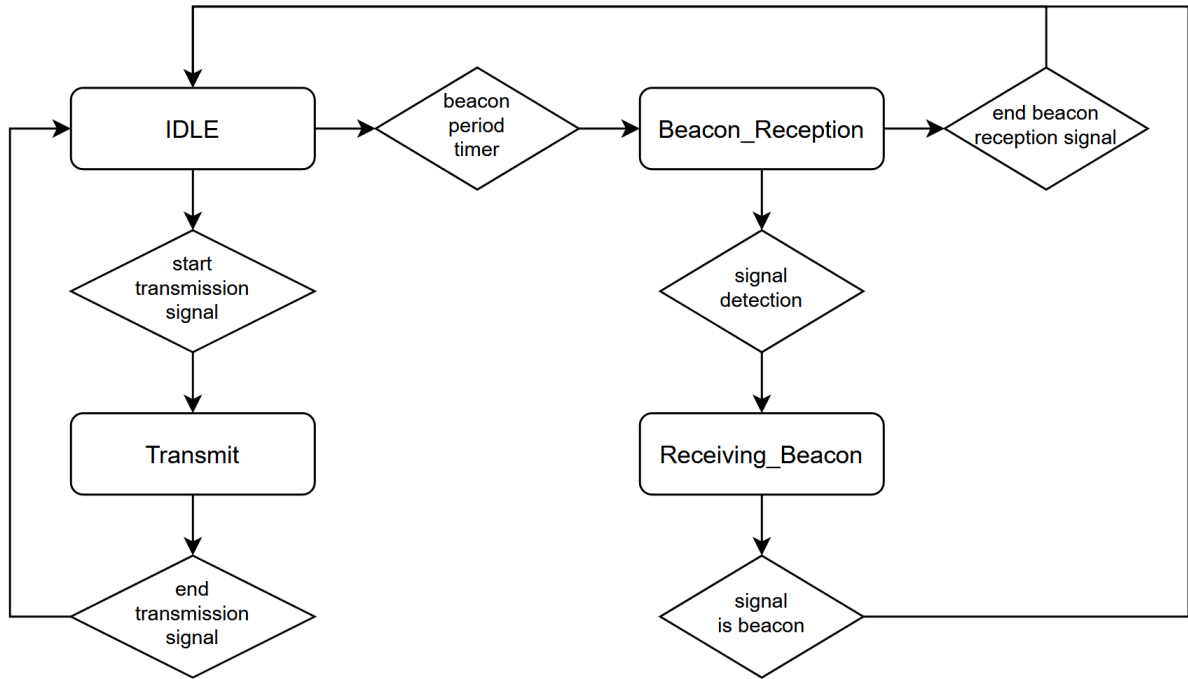 IDLE
beacon
period
timer
Beacon_Reception
end beacon
reception signal
start
transmission
signal
signal
detection
Transmit
Receiving_Beacon
end
transmission
signal
signal
is beacon